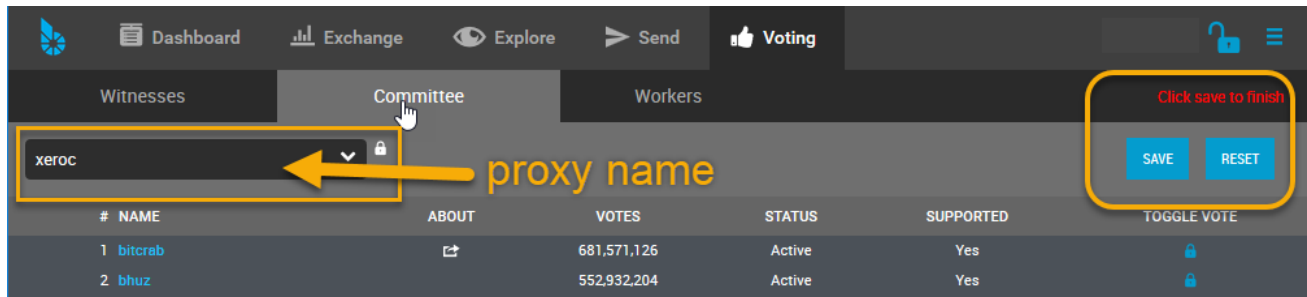 Dashboard Exchange Explore Send Voting
Witnesses Committee Workers Click save to finish
xeroc proxy name SAVE RESET
# NAME ABOUT VOTES STATUS SUPPORTED TOGGLE VOTE
1 bitcrab 681,571,126 Active Yes
2 bhuz 552,932,204 Active Yes